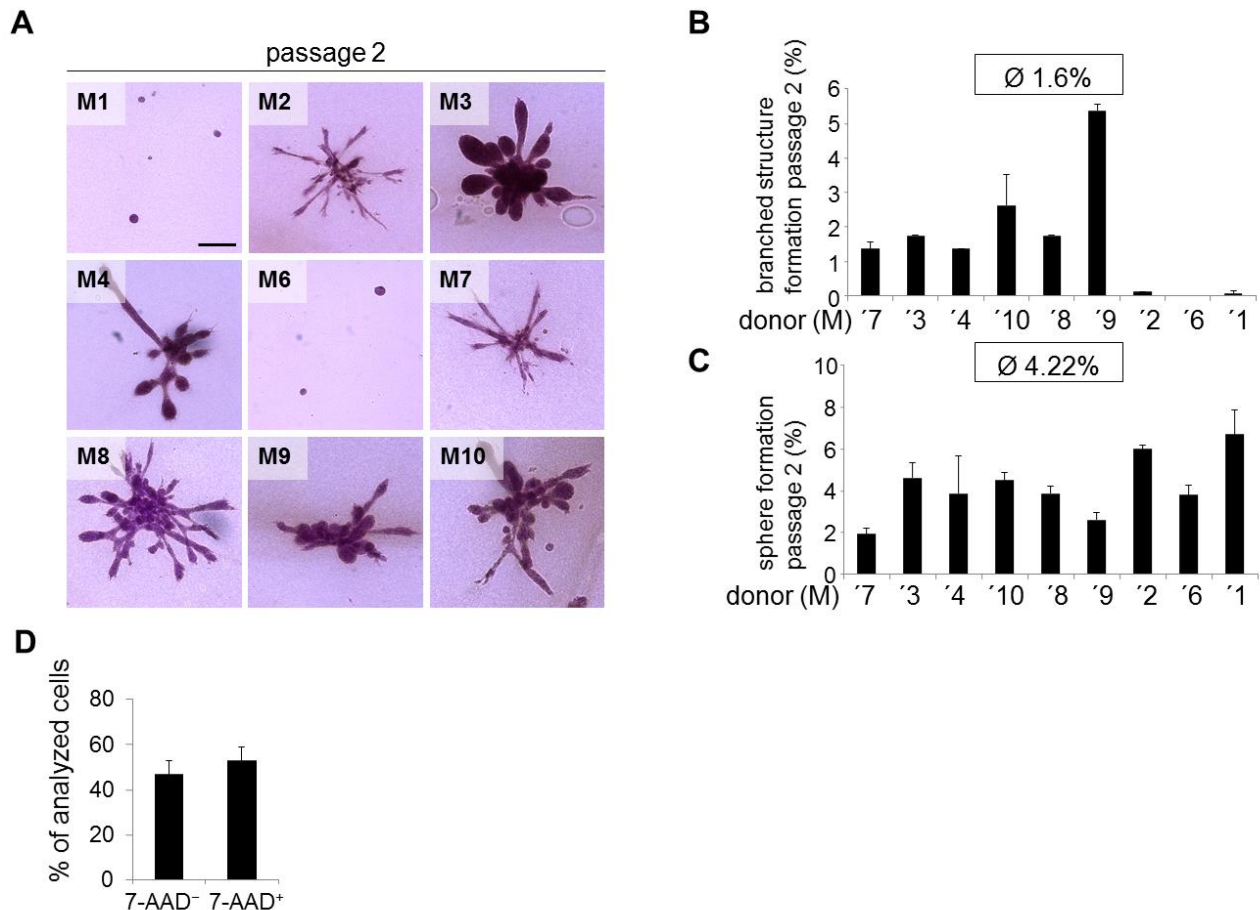 A
passage 2
M1
M2
M3
M4
M6
M7
M8
M9
M10
B
Ø 1.6%
branched structure
formation passage 2 (%)
6
5
4
3
2
1
0
donor (M) ´7 ´3 ´4 ´10 ´8 ´9 ´2 ´6 ´1
C
Ø 4.22%
sphere formation
passage 2 (%)
10
8
6
4
2
0
donor (M) ´7 ´3 ´4 ´10 ´8 ´9 ´2 ´6 ´1
D
% of analyzed cells
80
60
40
20
0
7-AAD⁻ 7-AAD⁺